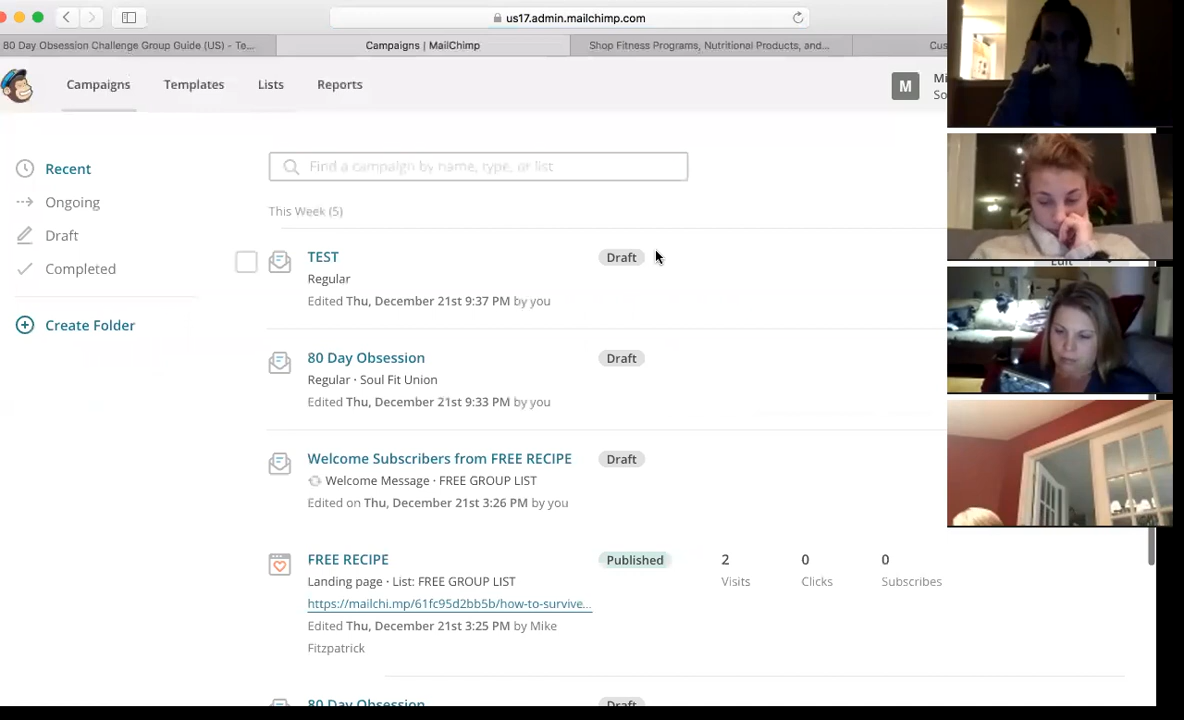 us17.admin.mailchimp.com
80 Day Obsession Challenge Group Guide (US) - Te...
Campaigns | MailChimp
Shop Fitness Programs, Nutritional Products, and...
Cus
Campaigns
Templates
Lists
Reports
M
Mi
So
Recent
Ongoing
Draft
Completed
Create Folder
Find a campaign by name, type, or list
This Week (5)
TEST
Draft
Edit
Regular
Edited Thu, December 21st 9:37 PM by you
80 Day Obsession
Draft
Regular · Soul Fit Union
Edited Thu, December 21st 9:33 PM by you
Welcome Subscribers from FREE RECIPE
Draft
Welcome Message · FREE GROUP LIST
Edited on Thu, December 21st 3:26 PM by you
FREE RECIPE
Published
2
0
0
Visits
Clicks
Subscribes
Landing page · List: FREE GROUP LIST
https://mailchi.mp/61fc95d2bb5b/how-to-survive...
Edited Thu, December 21st 3:25 PM by Mike
Fitzpatrick
80 Day Obsession
Draft